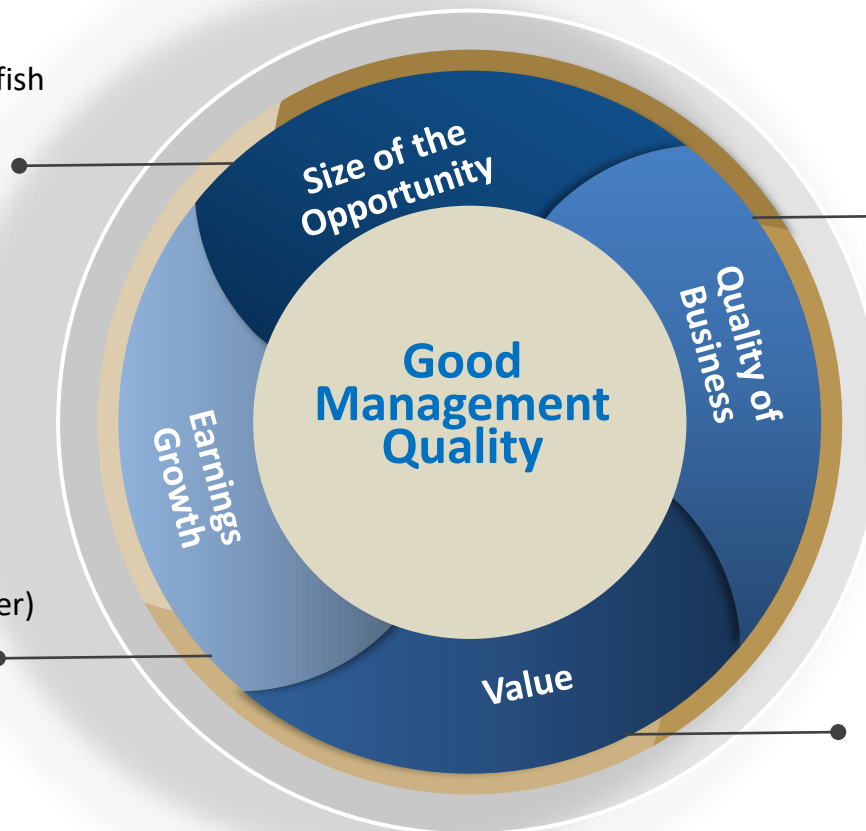 fish
Size of the
Opportunity
Quality of
Business
Good
Management
Quality
Earnings
Growth
er)
Value